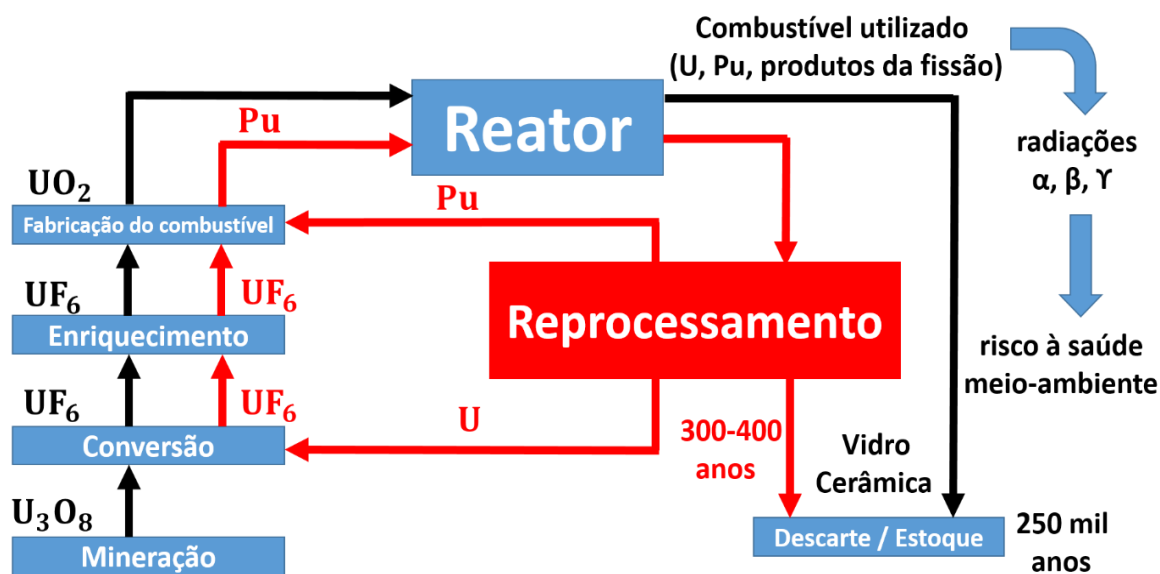 Combustível utilizado
(U, Pu, produtos da fissão)
Reator
Pu
radiações
α, β, ϒ
UO₂
Pu
Fabricação do combustível
UF₆
UF₆
Reprocessamento
Enriquecimento
risco à saúde
meio-ambiente
UF₆
UF₆
U
300-400
anos
Conversão
Vidro
Cerâmica
U₃O₈
Descarte / Estoque
250 mil
anos
Mineração